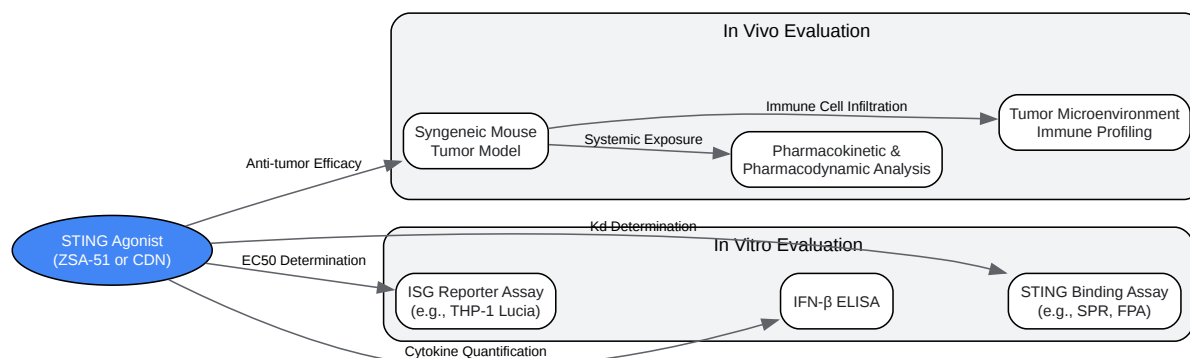 In Vivo Evaluation
Immune Cell Infiltration
Tumor Microenvironment
Immune Profiling
Syngeneic Mouse
Tumor Model
Systemic Exposure
Pharmacokinetic &
Pharmacodynamic Analysis
Anti-tumor Efficacy
Kd Determination
STING Agonist
(ZSA-51 or CDN)
In Vitro Evaluation
EC50 Determination
ISG Reporter Assay
(e.g., THP-1 Lucia)
IFN-β ELISA
STING Binding Assay
(e.g., SPR, FPA)
Cytokine Quantification